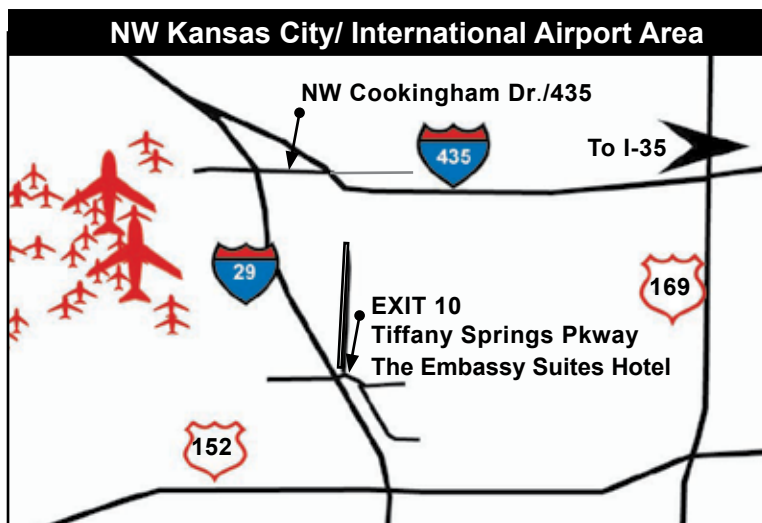 NW Kansas City/ International Airport Area
NW Cookingham Dr./435
435
To I-35
29
169
EXIT 10
Tiffany Springs Pkway
The Embassy Suites Hotel
152